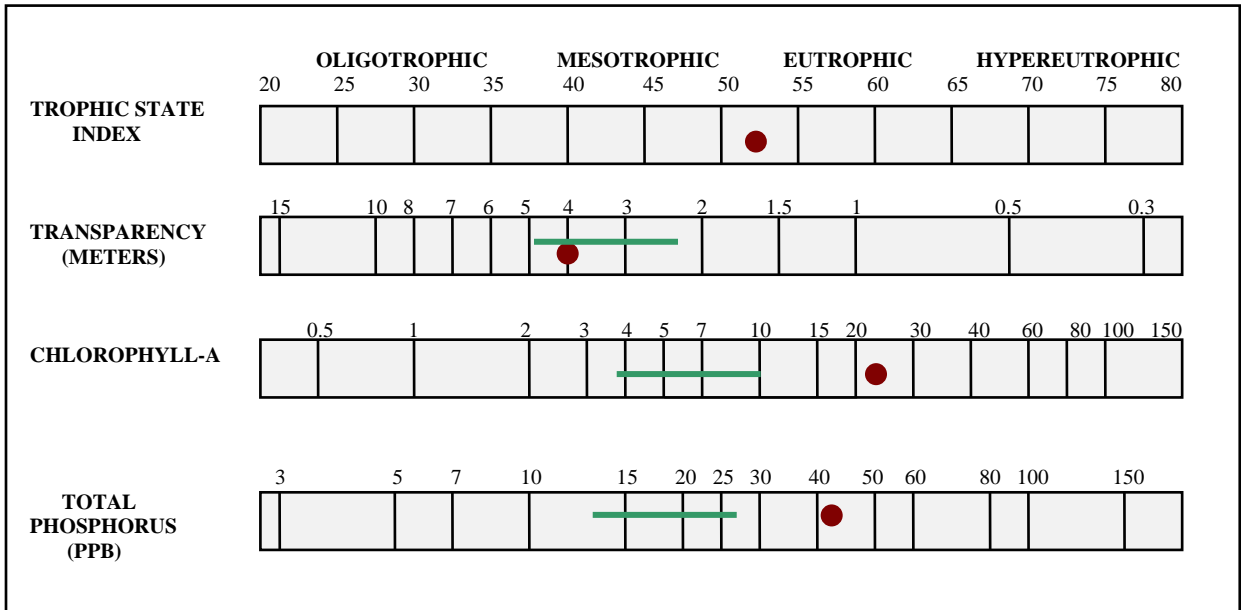 OLIGOTROPHIC MESOTROPHIC EUTROPHIC HYPEREUTROPHIC
20 25 30 35 40 45 50 55 60 65 70 75 80
TROPHIC STATE
INDEX
15 10 8 7 6 5 4 3 2 1.5 1 0.5 0.3
TRANSPARENCY
(METERS)
0.5 1 2 3 4 5 7 10 15 20 30 40 60 80 100 150
CHLOROPHYLL-A
3 5 7 10 15 20 25 30 40 50 60 80 100 150
TOTAL
PHOSPHORUS
(PPB)